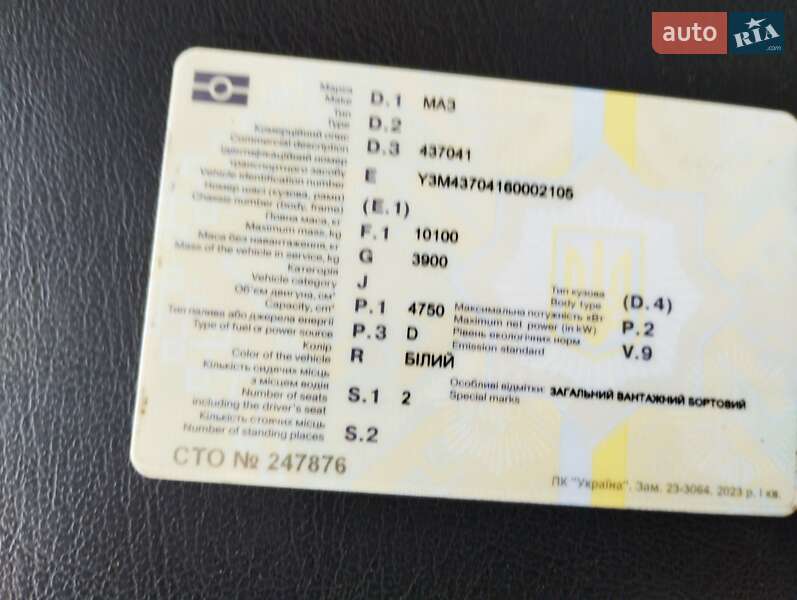 auto RIA .com
Марка
Make D.1 МАЗ
Тип
Type D.2
Комерційний опис
Commercial description D.3 437041
Ідентифікаційний номер
транспортного засобу
Vehicle identification number E Y3M43704160002105
Номер шасі (кузова, рами)
Chassis number (body, frame) (E.1)
Повна маса, кг
Maximum mass, kg F.1 10100
Маса без навантаження, кг
Mass of the vehicle in service, kg G 3900
Категорія
Vehicle category J
Об'єм двигуна, см³
Capacity, cm³ P.1 4750
Тип палива або джерела енергії
Type of fuel or power source P.3 D
Колір
Color of the vehicle R БІЛИЙ
Кількість сидячих місць
з місцем водія
Number of seats S.1 2
including the driver's seat
Кількість стоячих місць
Number of standing places S.2
Тип кузова
Body type (D.4)
Максимальна потужність кВт
Maximum net power (in kW) P.2
Рівень екологічних норм
Emission standard V.9
Особливі відмітки: ЗАГАЛЬНИЙ ВАНТАЖНИЙ БОРТОВИЙ
Special marks
СТО № 247876
ПК "Україна". Зам. 23-3064. 2023 р. I кв.